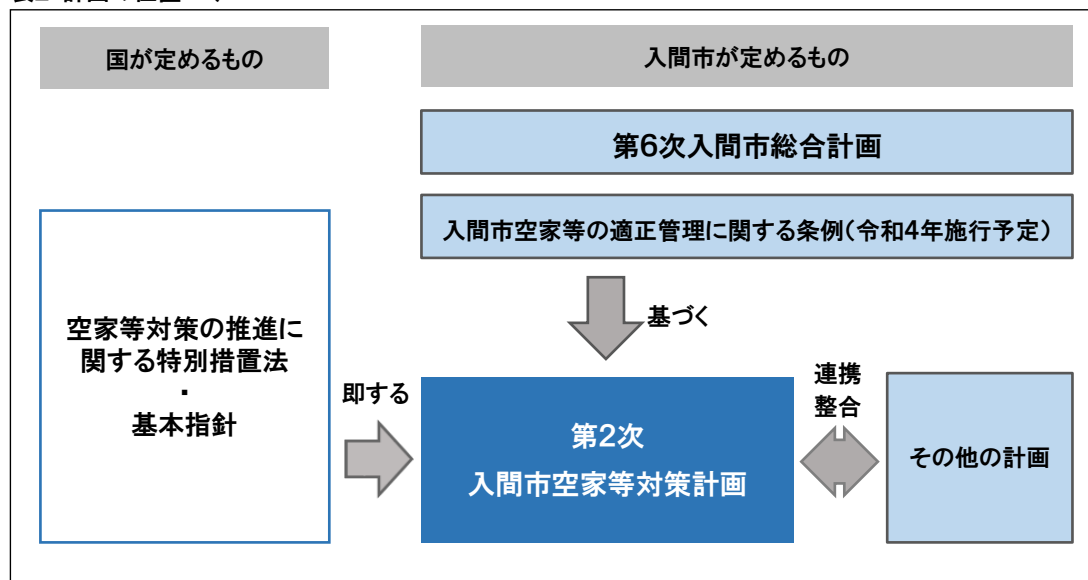 国が定めるもの
入間市が定めるもの
第6次入間市総合計画
入間市空家等の適正管理に関する条例(令和4年施行予定)
基づく
空家等対策の推進に
関する特別措置法
・
基本指針
即する
第2次
入間市空家等対策計画
連携
整合
その他の計画